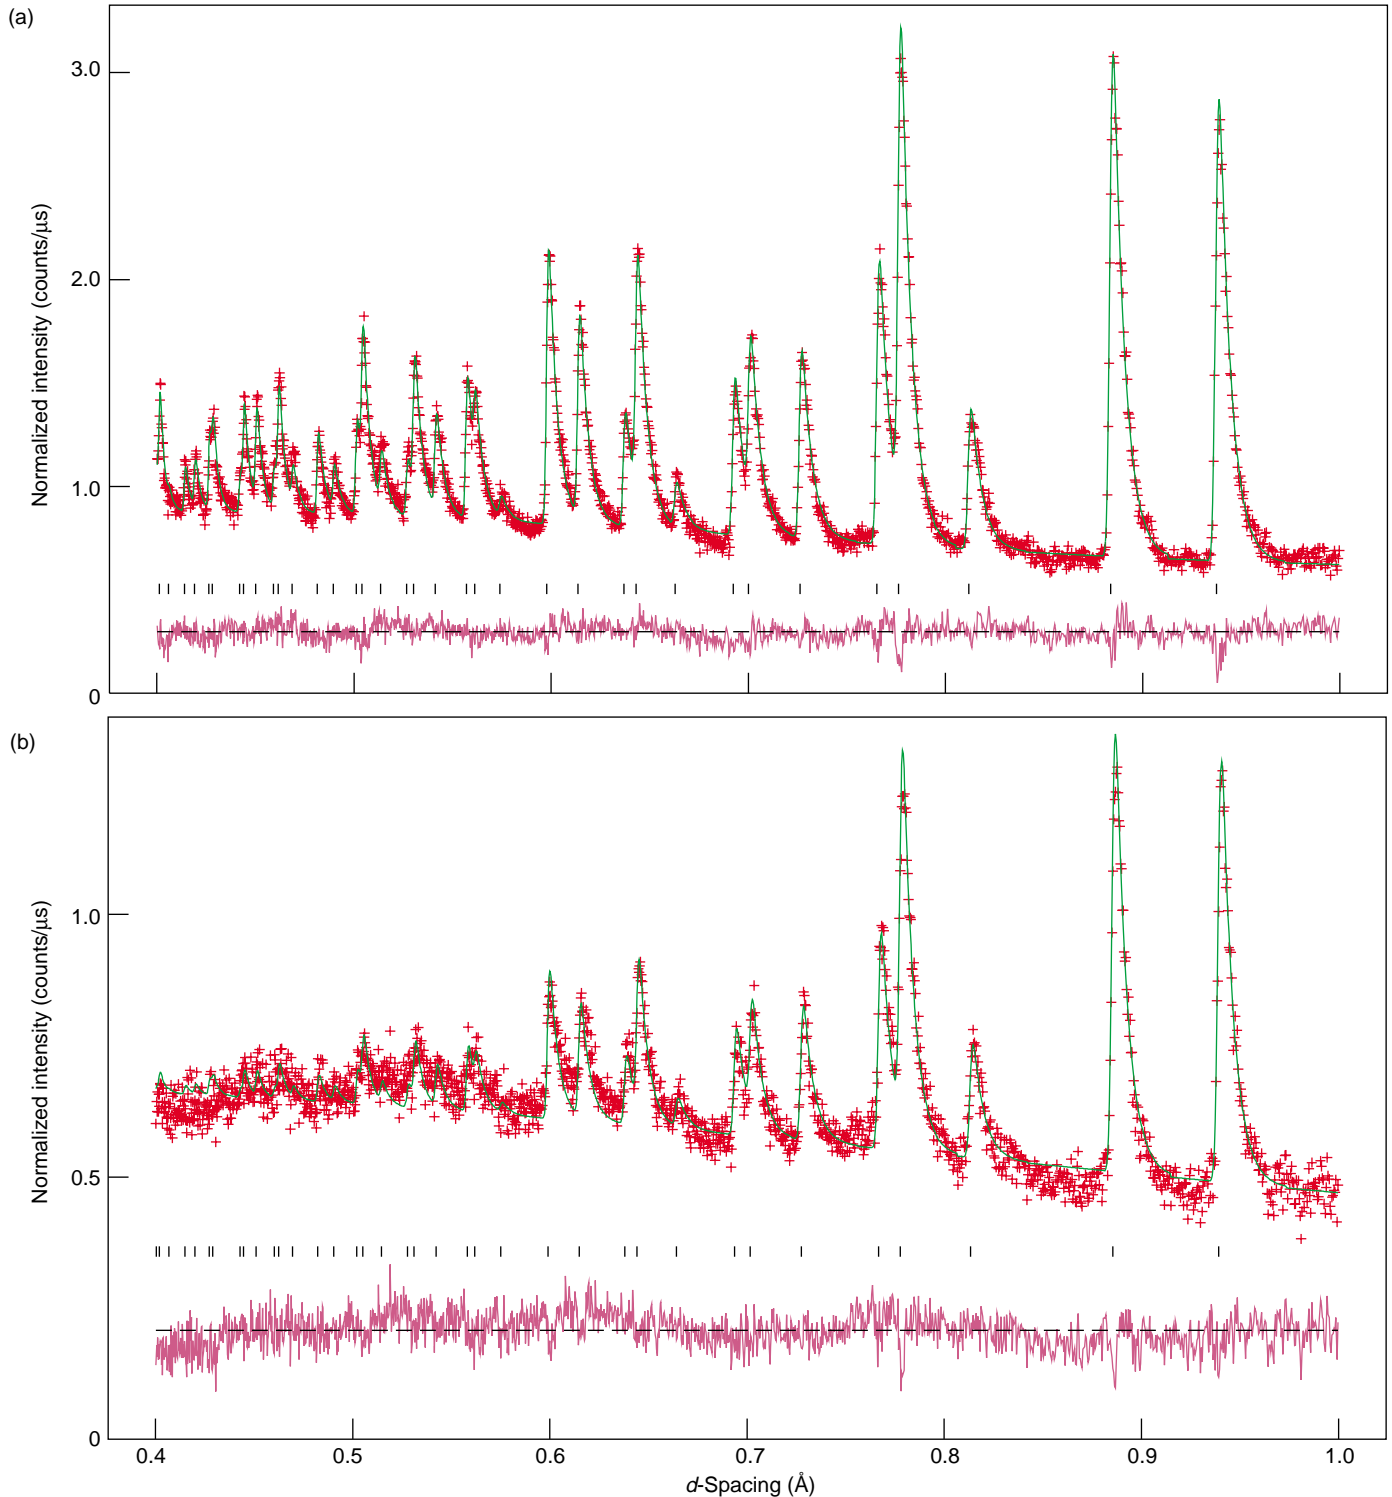 (a)
3.0
2.0
1.0
0
Normalized intensity (counts/μs)
(b)
1.0
0.5
0
Normalized intensity (counts/μs)
0.4 0.5 0.6 0.7 0.8 0.9 1.0
d-Spacing (Å)